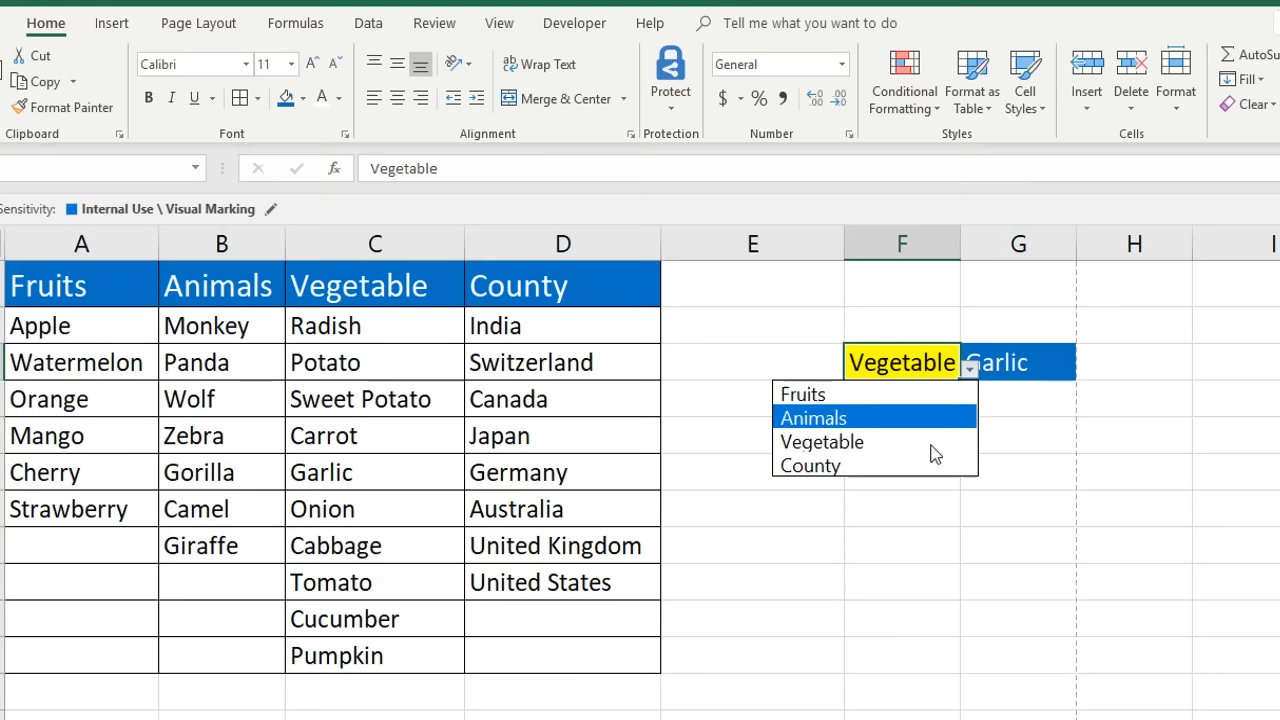 Home Insert Page Layout Formulas Data Review View Developer Help Tell me what you want to do
Cut
Copy
Format Painter
Clipboard
Calibri 11 A A
B I U A
Font
ab Wrap Text
Merge & Center
Alignment
Protect
Protection
General
$ % , .00
Number
Conditional Formatting
Format as Table
Cell Styles
Styles
Insert Delete Format
Cells
AutoSu
Fill
Clear
fx Vegetable
Sensitivity: Internal Use \ Visual Marking
A B C D E F G H I
Fruits Animals Vegetable County
Apple Monkey Radish India
Watermelon Panda Potato Switzerland Vegetable Garlic
Orange Wolf Sweet Potato Canada
Mango Zebra Carrot Japan
Cherry Gorilla Garlic Germany
Strawberry Camel Onion Australia
Giraffe Cabbage United Kingdom
Tomato United States
Cucumber
Pumpkin
Fruits
Animals
Vegetable
County